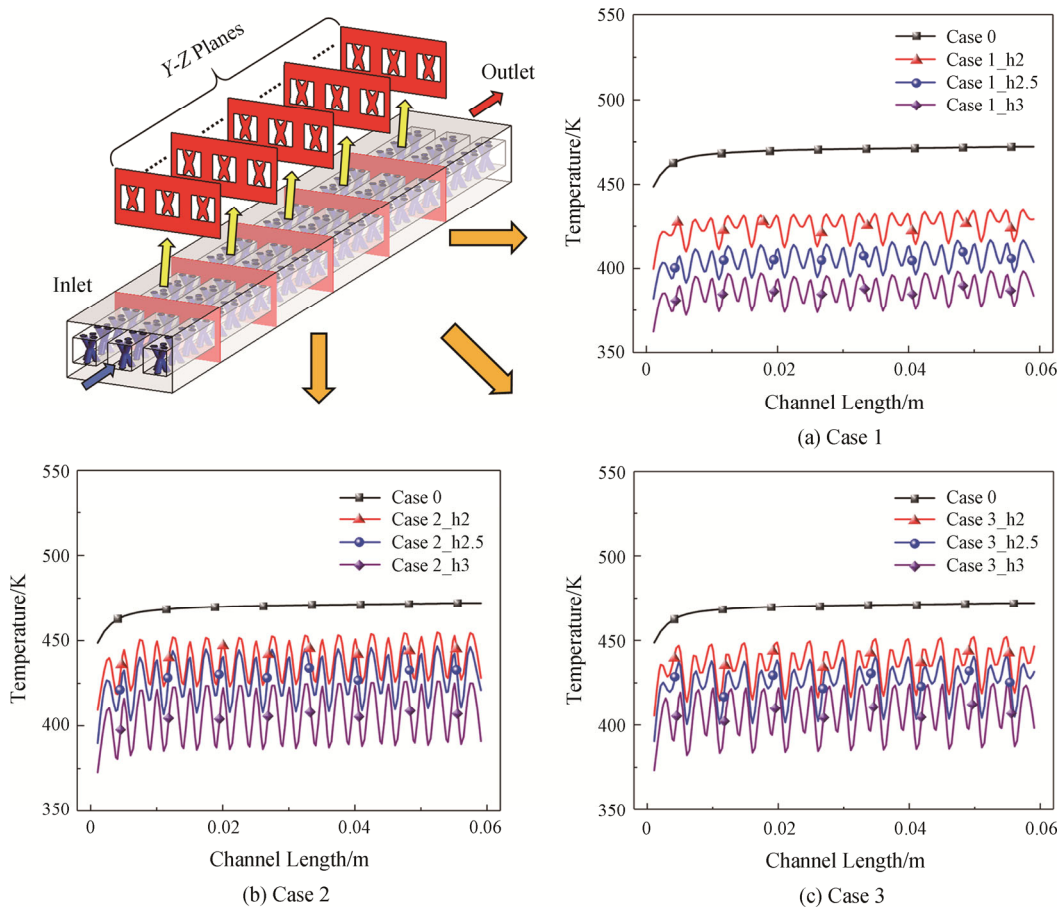 Y-Z Planes
Outlet
Inlet
550
500
450
400
350
Temperature/K
Case 0
Case 1_h2
Case 1_h2.5
Case 1_h3
0
0.02
0.04
0.06
Channel Length/m
(a) Case 1
550
500
450
400
350
Temperature/K
Case 0
Case 2_h2
Case 2_h2.5
Case 2_h3
0
0.02
0.04
0.06
Channel Length/m
(b) Case 2
550
500
450
400
350
Temperature/K
Case 0
Case 3_h2
Case 3_h2.5
Case 3_h3
0
0.02
0.04
0.06
Channel Length/m
(c) Case 3